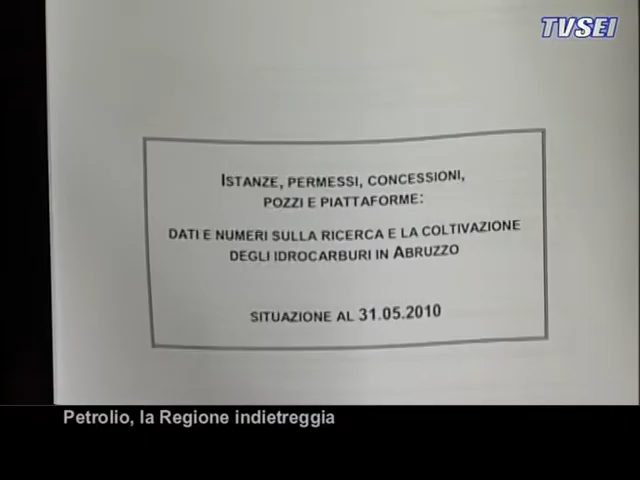 TVSEI
ISTANZE, PERMESSI, CONCESSIONI,
POZZI E PIATTAFORME:
DATI E NUMERI SULLA RICERCA E LA COLTIVAZIONE
DEGLI IDROCARBURI IN ABRUZZO
SITUAZIONE AL 31.05.2010
Petrolio, la Regione indietreggia